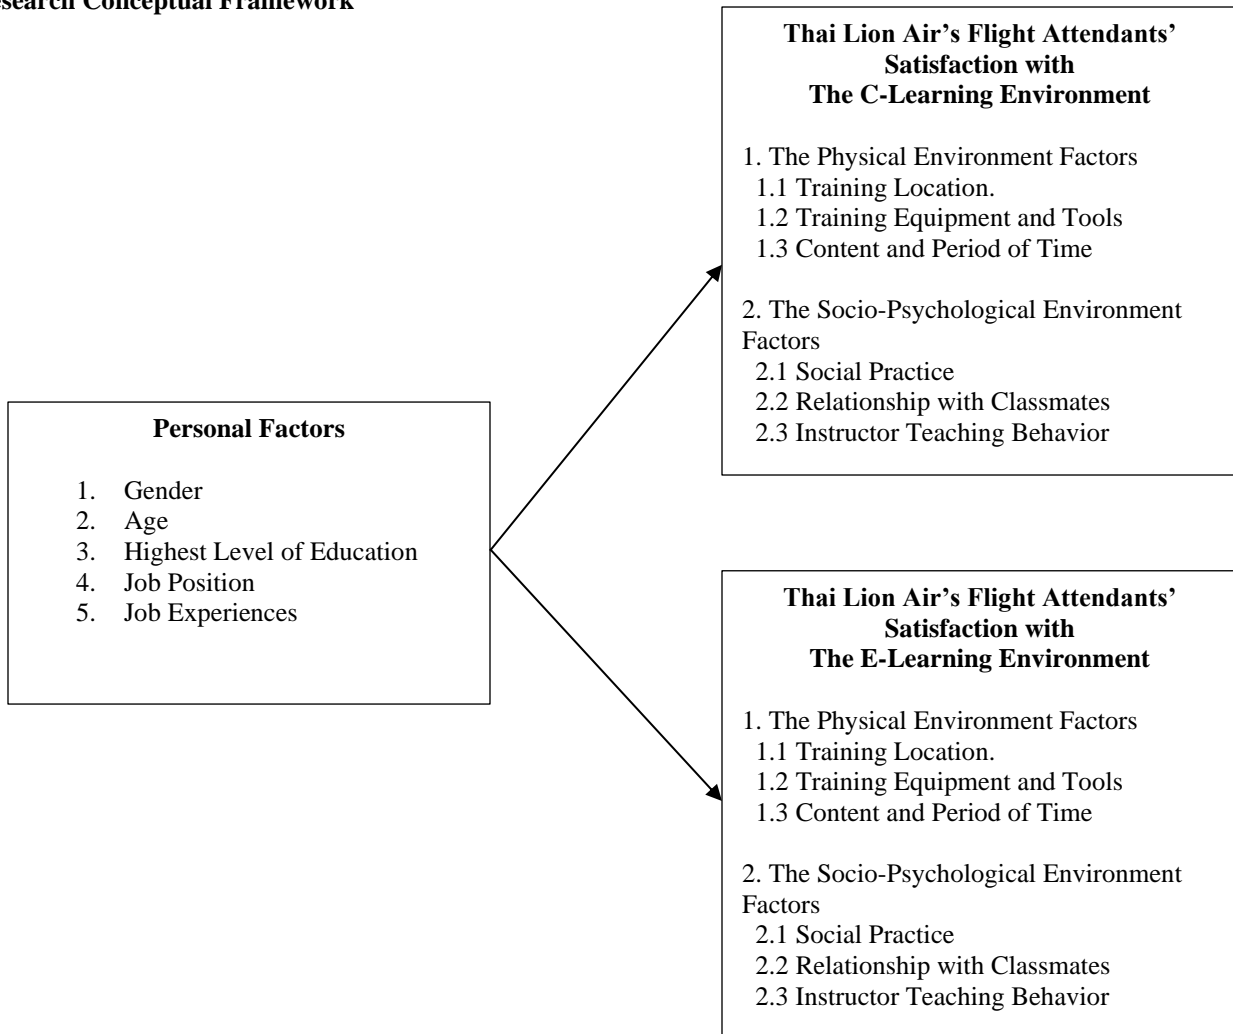 esearch Conceptual Framework
Thai Lion Air’s Flight Attendants’
Satisfaction with
The C-Learning Environment
1. The Physical Environment Factors
1.1 Training Location.
1.2 Training Equipment and Tools
1.3 Content and Period of Time
2. The Socio-Psychological Environment
Factors
2.1 Social Practice
2.2 Relationship with Classmates
2.3 Instructor Teaching Behavior
Personal Factors
1. Gender
2. Age
3. Highest Level of Education
4. Job Position
5. Job Experiences
Thai Lion Air’s Flight Attendants’
Satisfaction with
The E-Learning Environment
1. The Physical Environment Factors
1.1 Training Location.
1.2 Training Equipment and Tools
1.3 Content and Period of Time
2. The Socio-Psychological Environment
Factors
2.1 Social Practice
2.2 Relationship with Classmates
2.3 Instructor Teaching Behavior